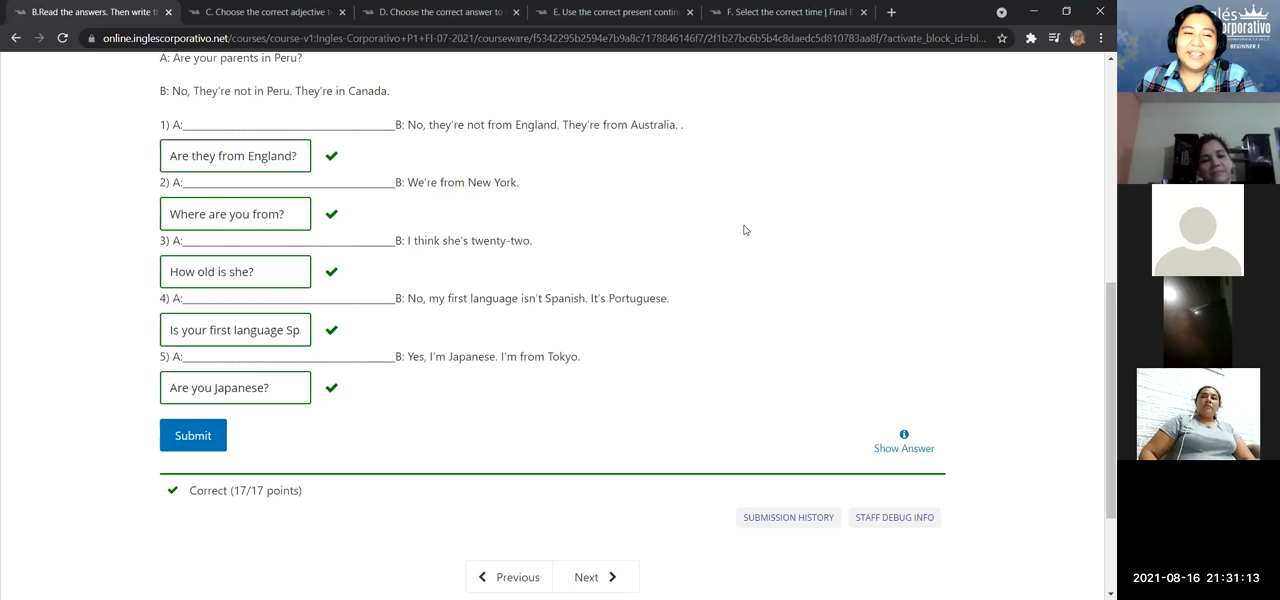 B.Read the answers. Then write th
C. Choose the correct adjective t
D. Choose the correct answer to
E. Use the correct present contin
F. Select the correct time | Final E
online.inglescorporativo.net/courses/course-v1:Ingles-Corporativo+P1+FI-07-2021/courseware/f5342295b2594e7b9a8c7178846146f7/2f1b27bc6b5b4c8daedc5d810783aa8f/?activate_block_id=bl...
A: Are your parents in Peru?
B: No, They're not in Peru. They're in Canada.
1) A:________________________________B: No, they're not from England. They're from Australia. .
Are they from England?
2) A:________________________________B: We're from New York.
Where are you from?
3) A:________________________________B: I think she's twenty-two.
How old is she?
4) A:________________________________B: No, my first language isn't Spanish. It's Portuguese.
Is your first language Sp
5) A:________________________________B: Yes, I'm Japanese. I'm from Tokyo.
Are you Japanese?
Submit
Show Answer
Correct (17/17 points)
SUBMISSION HISTORY
STAFF DEBUG INFO
Previous
Next
BEGINNER 1
2021-08-16 21:31:13